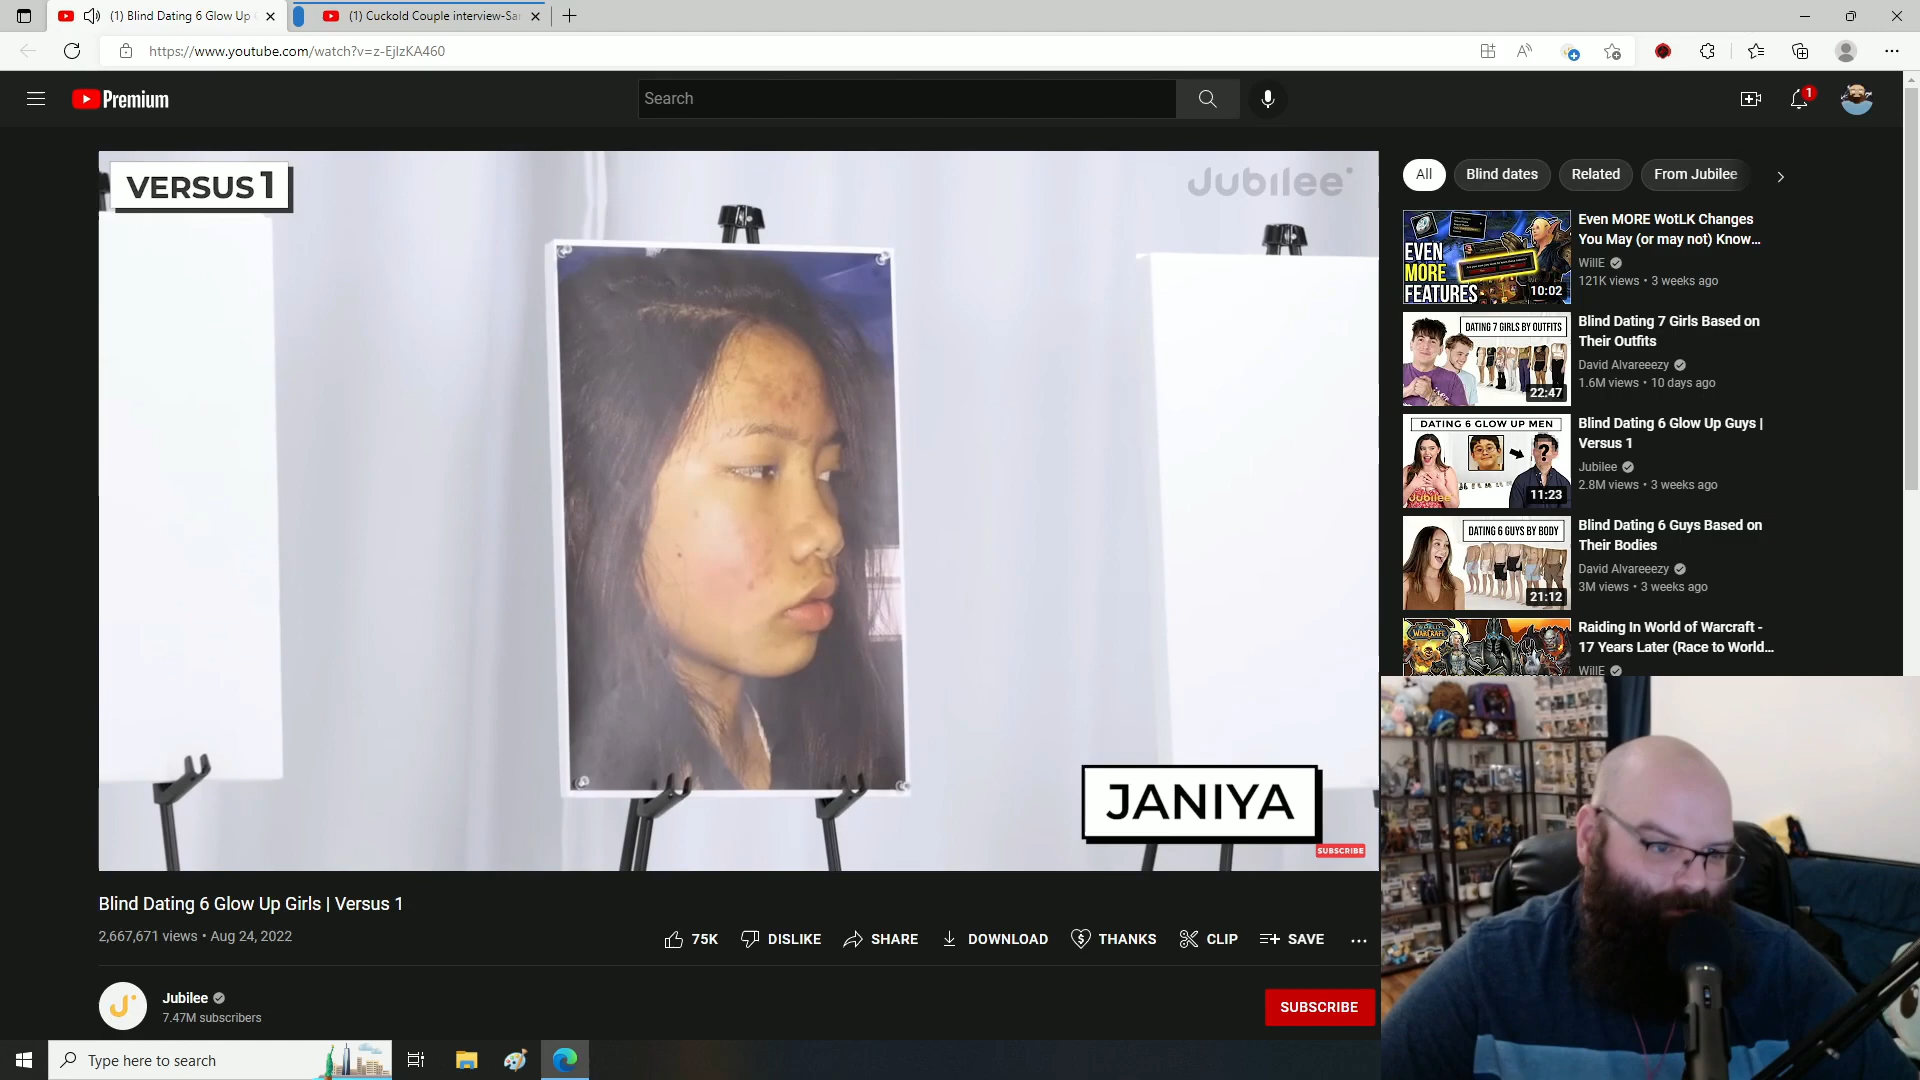 (1) Blind Dating 6 Glow Up
(1) Cuckold Couple interview-Sa
https://www.youtube.com/watch?v=z-EjIzKA460
Premium
Search
1
VERSUS 1
Jubilee
JANIYA
SUBSCRIBE
Blind Dating 6 Glow Up Girls | Versus 1
2,667,671 views • Aug 24, 2022
75K
DISLIKE
SHARE
DOWNLOAD
THANKS
CLIP
SAVE
Jubilee
7.47M subscribers
SUBSCRIBE
All
Blind dates
Related
From Jubilee
EVEN
MORE
FEATURES
10:02
Even MORE WotLK Changes
You May (or may not) Know...
WillE
121K views • 3 weeks ago
DATING 7 GIRLS BY OUTFITS
22:47
Blind Dating 7 Girls Based on
Their Outfits
David Alvareeezy
1.6M views • 10 days ago
DATING 6 GLOW UP MEN
?
Jubilee
11:23
Blind Dating 6 Glow Up Guys |
Versus 1
Jubilee
2.8M views • 3 weeks ago
DATING 6 GUYS BY BODY
21:12
Blind Dating 6 Guys Based on
Their Bodies
David Alvareeezy
3M views • 3 weeks ago
WARCRAFT
Raiding In World of Warcraft -
17 Years Later (Race to World...
WillE
Type here to search